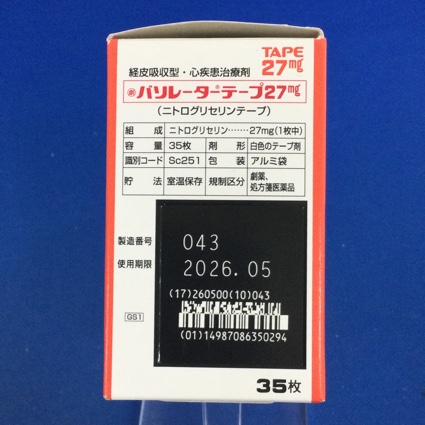 TAPE
27mg
経皮吸収型・心疾患治療剤
劇 バソレーター®テープ27mg
(ニトログリセリンテープ)
組成 ニトログリセリン……27mg(1枚中)
容量 35枚 剤形 白色のテープ剤
識別コード Sc251 包装 アルミ袋
貯法 室温保存 規制区分 劇薬、
処方箋医薬品
製造番号 043
使用期限 2026.05
(17)260500(10)043
GS1
(01)14987086350294
35枚